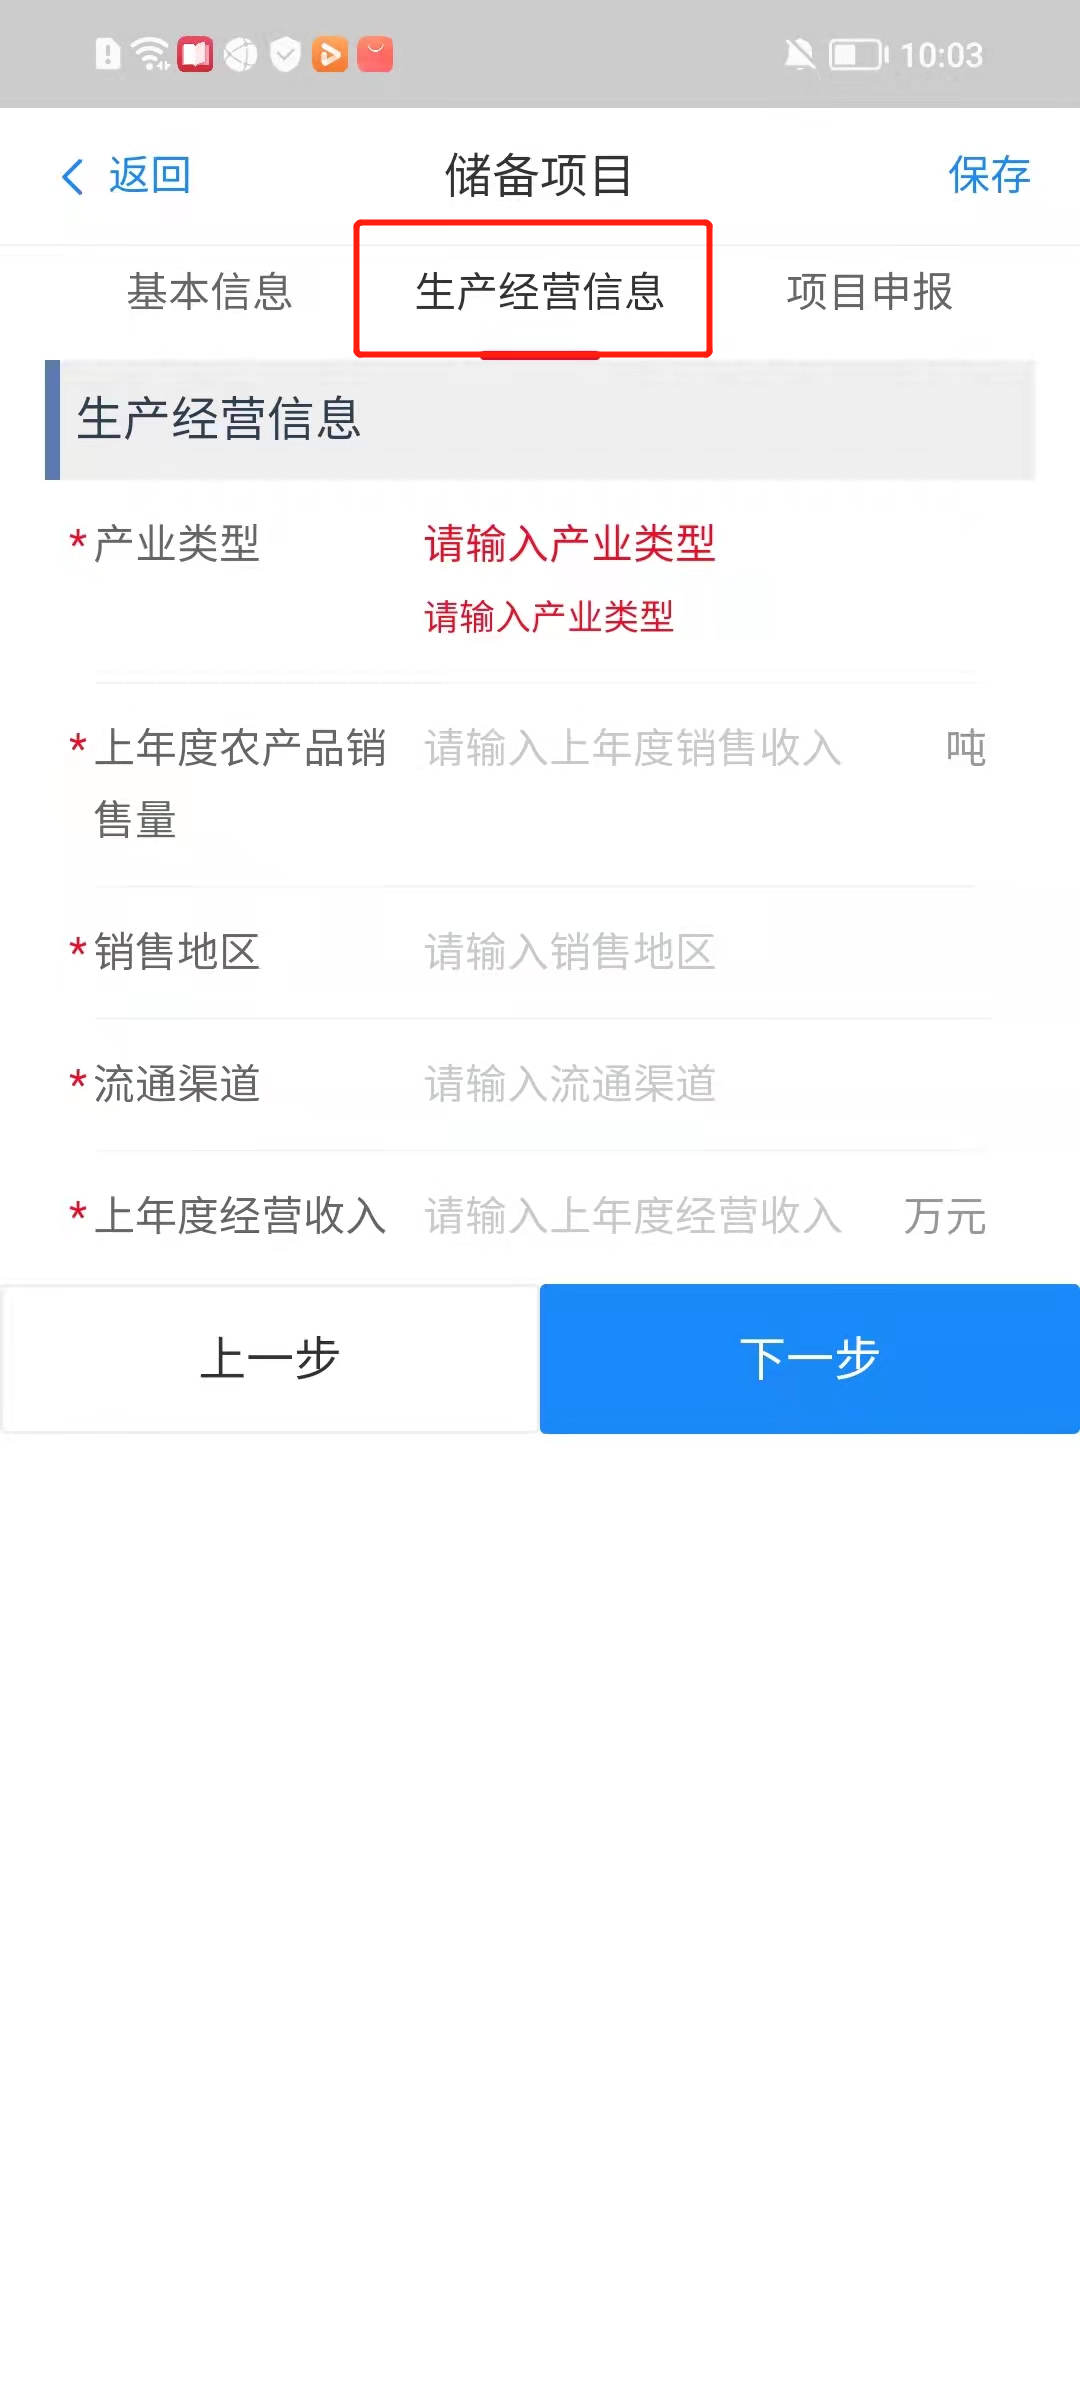 10:03
返回 储备项目 保存
基本信息 生产经营信息 项目申报
生产经营信息
*产业类型 请输入产业类型
请输入产业类型
*上年度农产品销 请输入上年度销售收入 吨
售量
*销售地区 请输入销售地区
*流通渠道 请输入流通渠道
*上年度经营收入 请输入上年度经营收入 万元
上一步 下一步